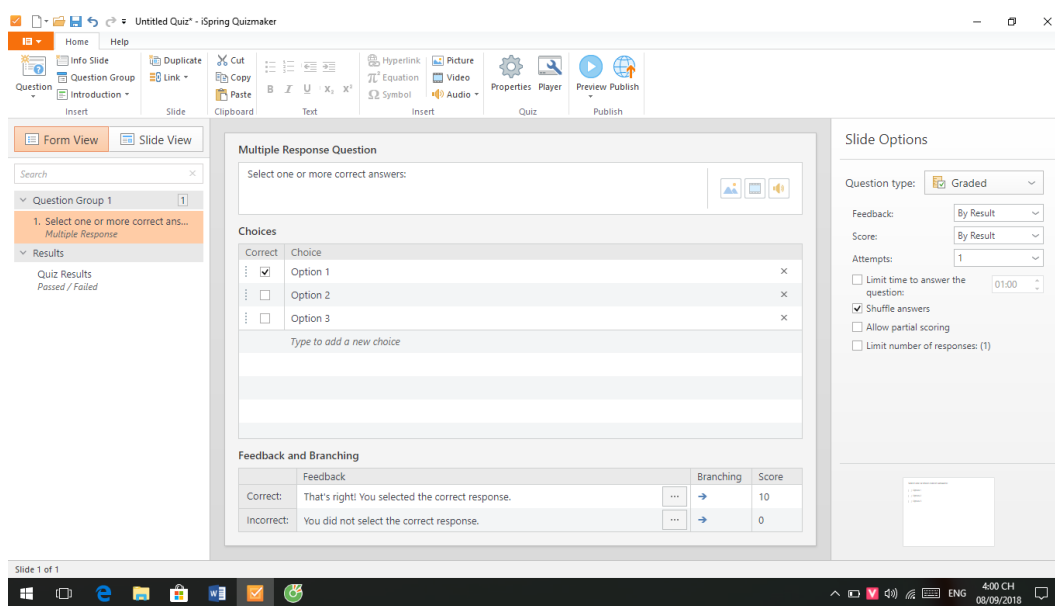 Untitled Quiz* - iSpring Quizmaker
Home Help
Info Slide
Question Group
Introduction
Question
Insert
Duplicate
Link
Slide
Cut
Copy
Paste
Clipboard
B I U X₂ X²
Text
Hyperlink
Equation
Symbol
Picture
Video
Audio
Insert
Properties Player
Quiz
Preview Publish
Publish
Form View Slide View
Search
Question Group 1 1
1. Select one or more correct ans...
Multiple Response
Results
Quiz Results
Passed / Failed
Multiple Response Question
Select one or more correct answers:
Choices
Correct Choice
Option 1
Option 2
Option 3
Type to add a new choice
Feedback and Branching
Feedback Branching Score
Correct: That's right! You selected the correct response. ... 10
Incorrect: You did not select the correct response. ... 0
Slide Options
Question type: Graded
Feedback: By Result
Score: By Result
Attempts: 1
Limit time to answer the
question: 01:00
Shuffle answers
Allow partial scoring
Limit number of responses: (1)
Slide 1 of 1
V ENG 4:00 CH
08/09/2018